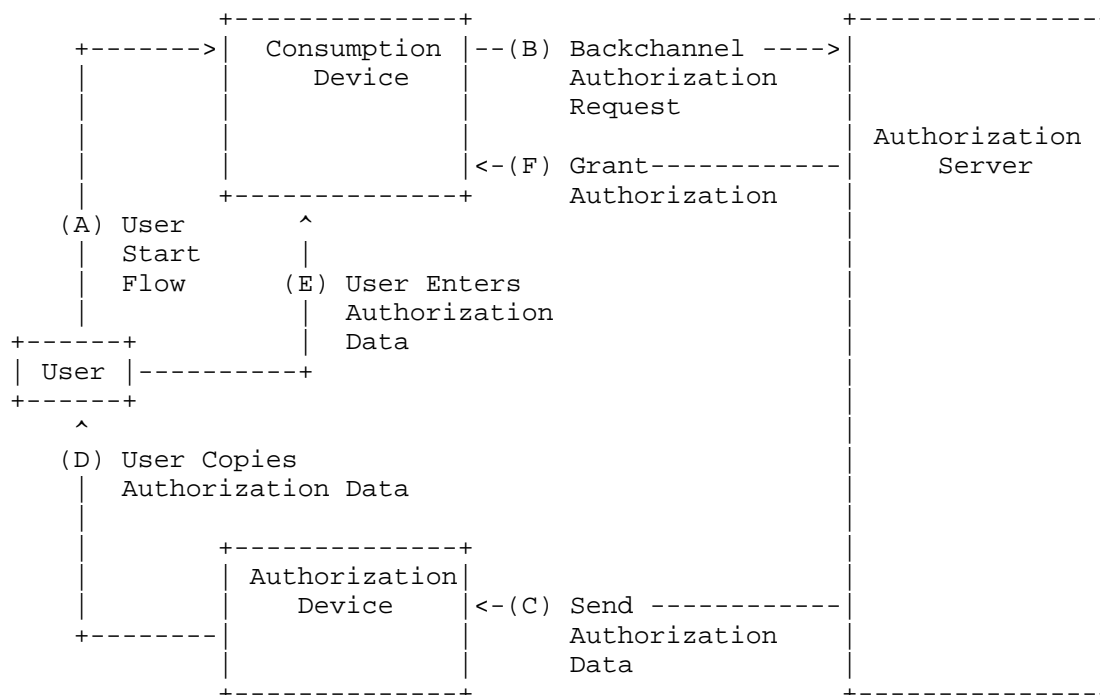 Consumption --(B) Backchannel ---->
Device Authorization
Request
Authorization
<-(F) Grant------------ Server
Authorization
(A) User
Start
Flow (E) User Enters
Authorization
Data
User
(D) User Copies
Authorization Data
Authorization
Device <-(C) Send ------------
Authorization
Data